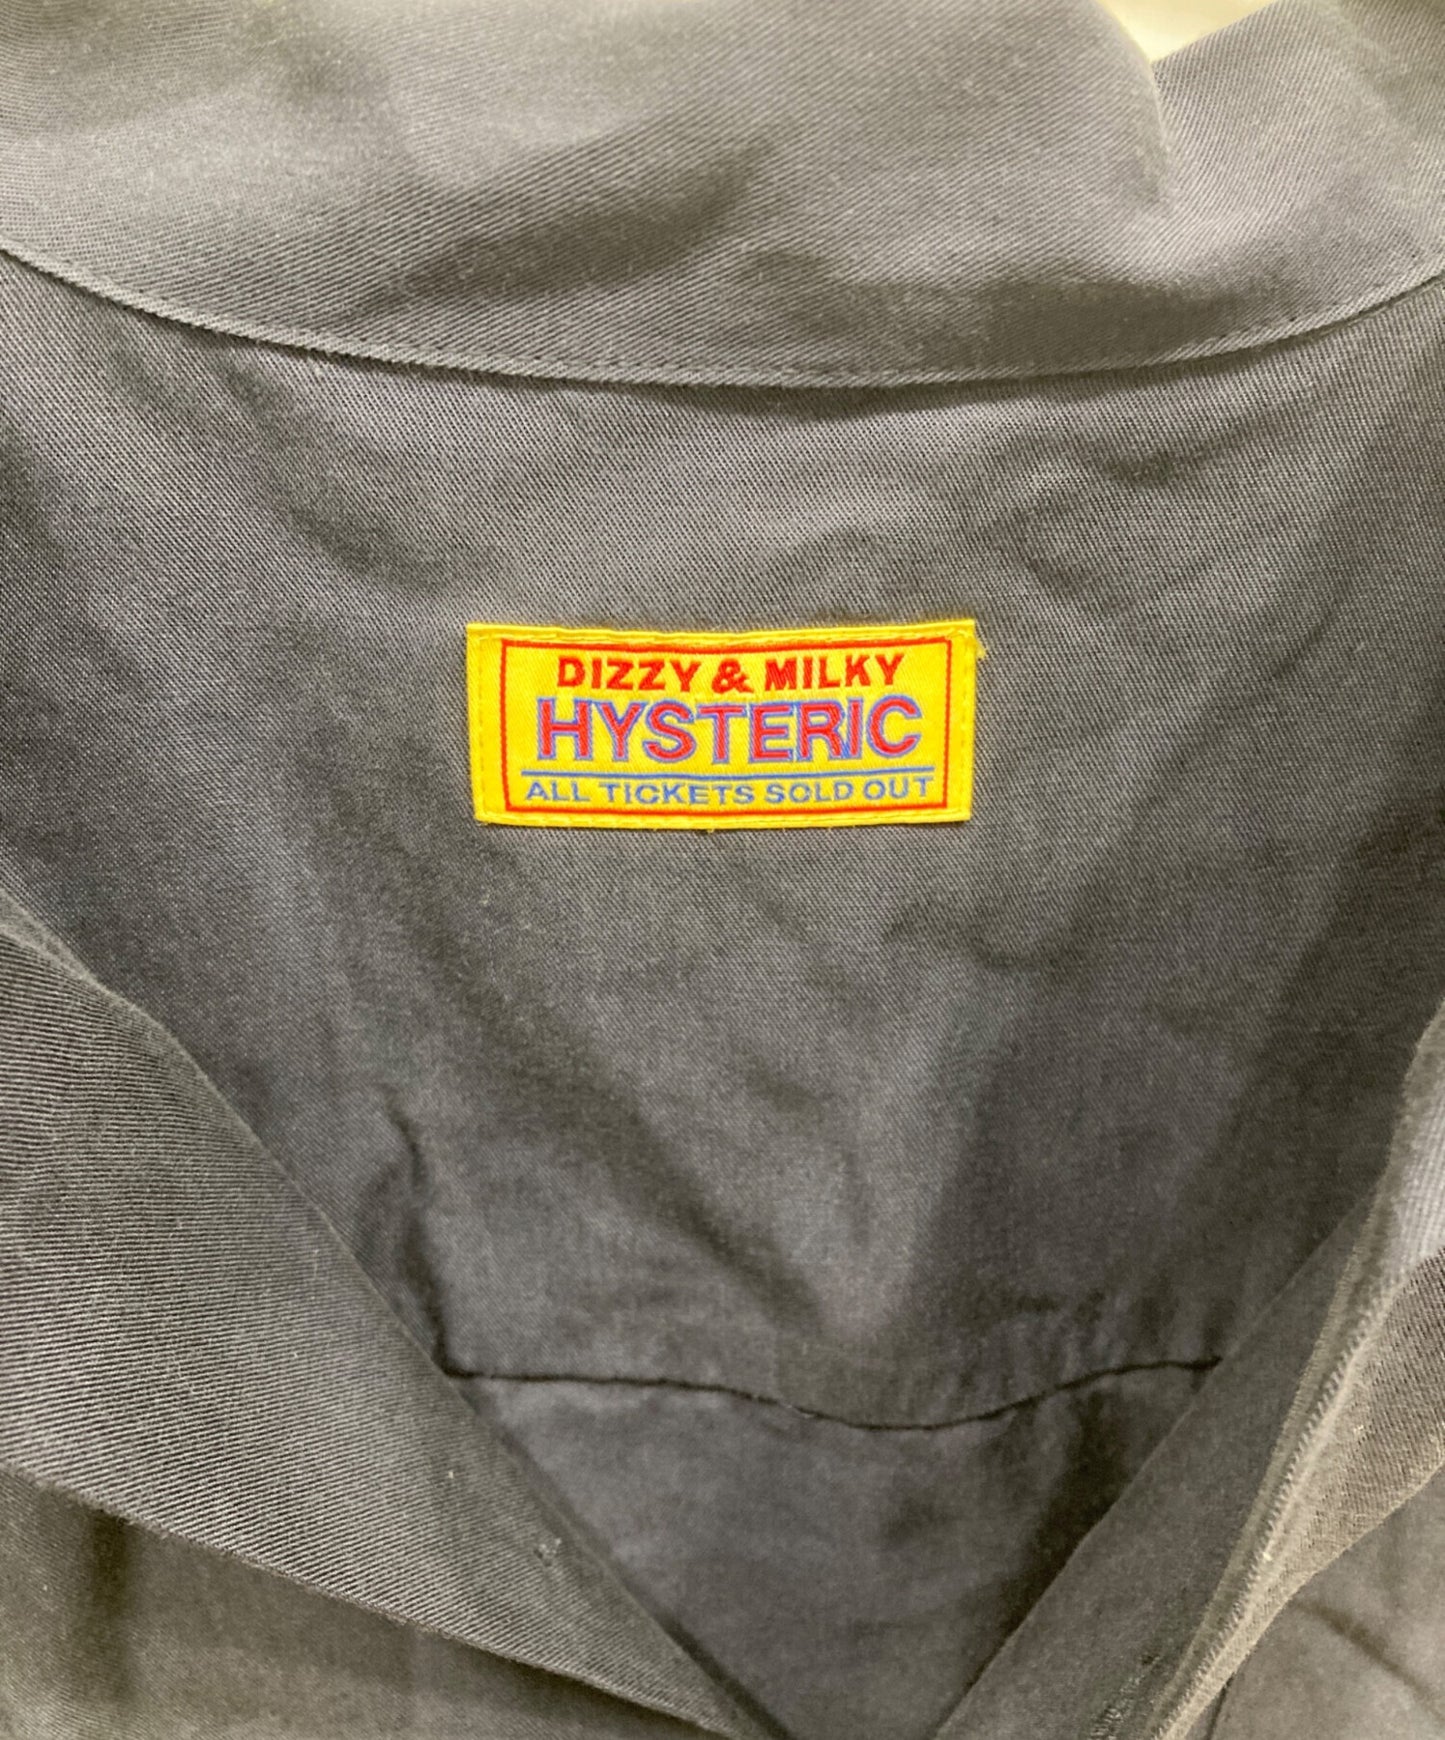 DIZZY & MILKY
HYSTERIC
ALL TICKETS SOLD OUT